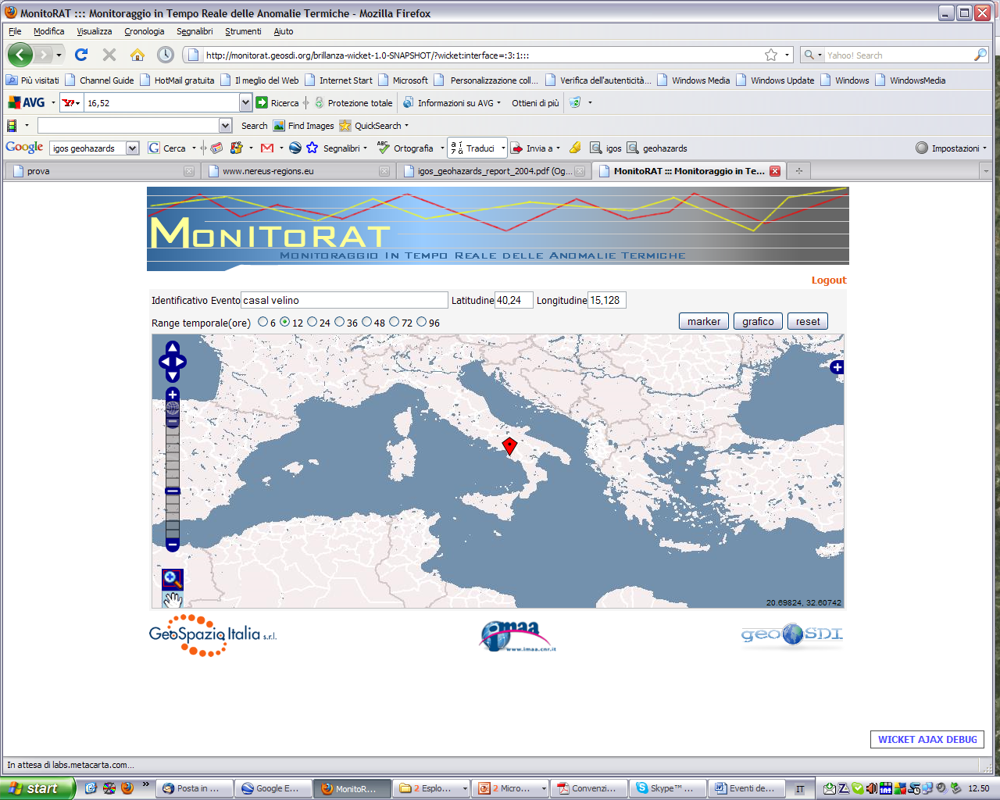 MonitoRAT ::: Monitoraggio in Tempo Reale delle Anomalie Termiche - Mozilla Firefox
File Modifica Visualizza Cronologia Segnalibri Strumenti Aiuto
http://monitorat.geosdi.org/brillanza-wicket-1.0-SNAPSHOT/?wicket:interface=:3:1::: Yahoo! Search
Più visitati Channel Guide HotMail gratuita Il meglio del Web Internet Start Microsoft Personalizzazione coll... Verifica dell'autenticità... Windows Media Windows Update Windows WindowsMedia
AVG Y! 16,52 Ricerca Protezione totale Informazioni su AVG Ottieni di più
Search Find Images QuickSearch
Google igos geohazards G Cerca Segnalibri ABC Ortografia Traduci Invia a igos geohazards Impostazioni
prova www.nereus-regions.eu igos_geohazards_report_2004.pdf (Og... MonitoRAT ::: Monitoraggio in Te...
MONITORAT
MONITORAGGIO IN TEMPO REALE DELLE ANOMALIE TERMICHE
Logout
Identificativo Evento casal velino Latitudine 40,24 Longitudine 15,128
Range temporale(ore) 6 12 24 36 48 72 96 marker grafico reset
20.69824, 32.60742
GeoSpazio Italia s.r.l. imaa geoSDI
www.imaa.cnr.it
WICKET AJAX DEBUG
In attesa di labs.metacarta.com...
start Posta in ... Google E... MonitoR... 2 Esplo... 2 Micro... Convenzi... Skype™ ... Eventi de... IT 12.50